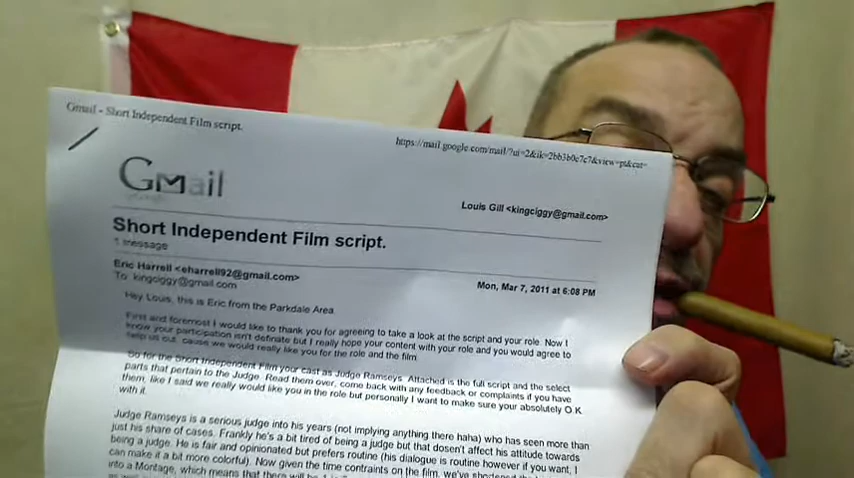 Gmail - Short Independent Film script.
https://mail.google.com/mail/?ui=2&ik=2bb3b0c7c7&view=pt&cat=
GMail
Louis Gill <kingciggy@gmail.com>
Short Independent Film script.
1 message
Eric Harrell <eharrell92@gmail.com>
To: kingciggy@gmail.com
Mon, Mar 7, 2011 at 6:08 PM
Hey Louis, this is Eric from the Parkdale Area.
First and foremost I would like to thank you for agreeing to take a look at the script and your role. Now I
know your participation isn't definate but I really hope your content with your role and you would agree to
help us out, cause we would really like you for the role and the film.
So for the Short Independent Film your cast as Judge Ramseys. Attached is the full script and the select
parts that pertain to the Judge. Read them over, come back with any feedback or complaints if you have
them, like I said we really would like you in the role but personally I want to make sure your absolutely O.K
with it.
Judge Ramseys is a serious judge into his years (not implying anything there haha) who has seen more than
just his share of cases. Frankly he's a bit tired of being a judge but that dosen't affect his attitude towards
being a judge. He is fair and opinionated but prefers routine (his dialogue is routine however if you want, I
can make it a bit more colorful). Now given the time contraints on the film, we've shortened the
into a Montage, which means that there will be